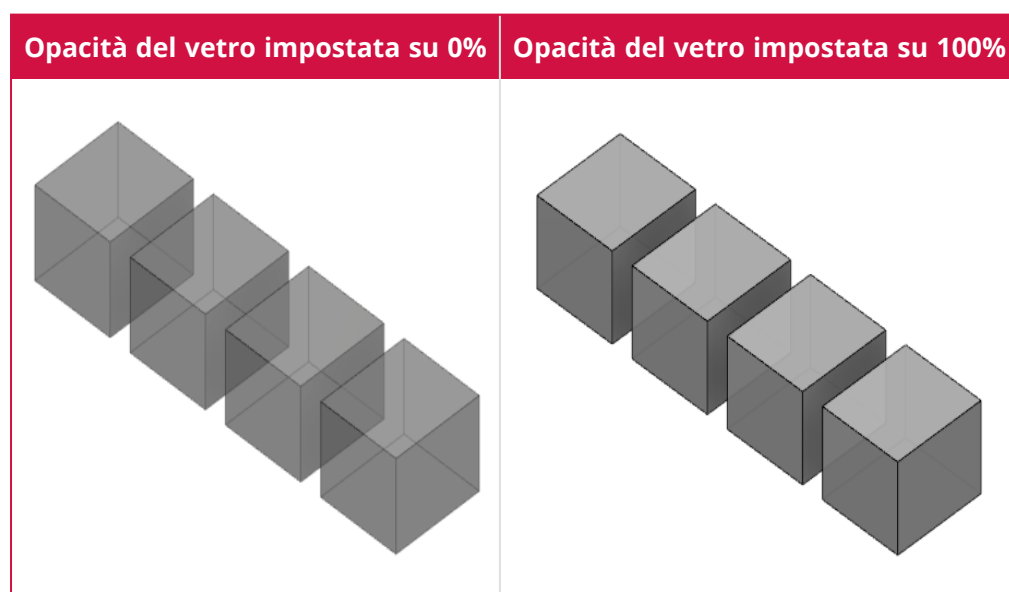 Opacità del vetro impostata su 0%
Opacità del vetro impostata su 100%